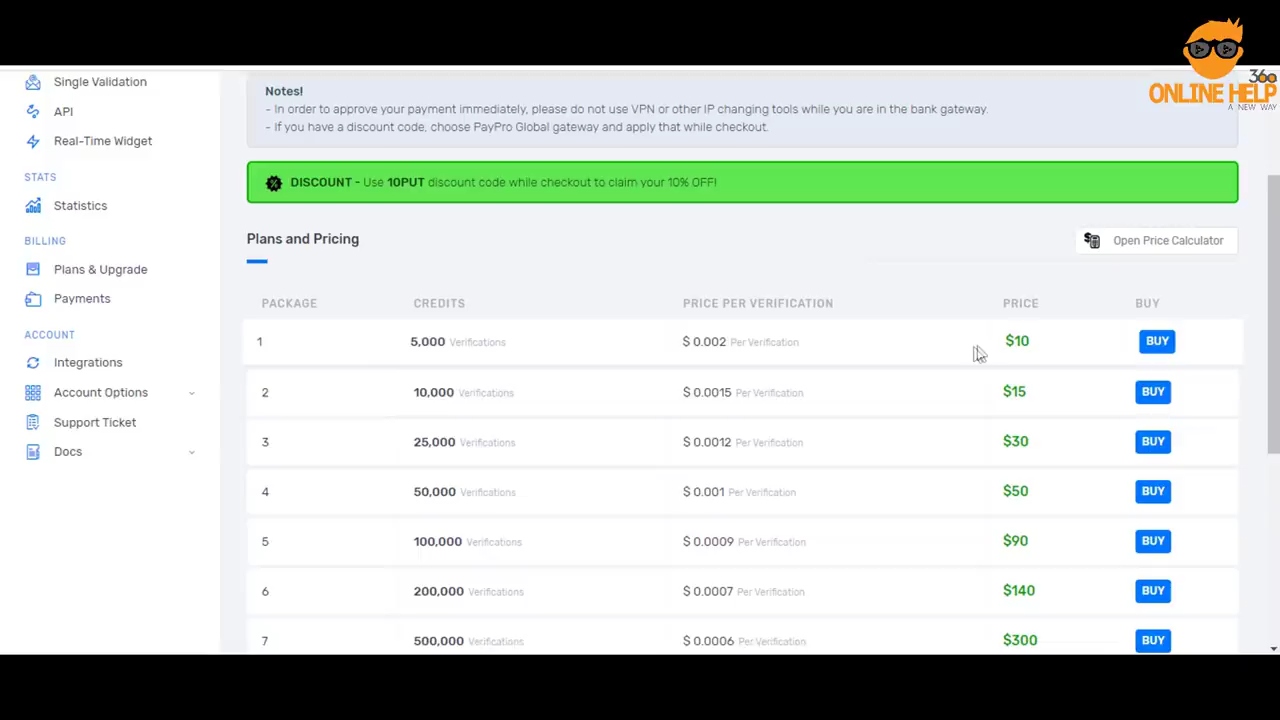 360
ONLINE HELP
A NEW WAY
Single Validation
API
Real-Time Widget
STATS
Statistics
BILLING
Plans & Upgrade
Payments
ACCOUNT
Integrations
Account Options
Support Ticket
Docs
Notes!
- In order to approve your payment immediately, please do not use VPN or other IP changing tools while you are in the bank gateway.
- If you have a discount code, choose PayPro Global gateway and apply that while checkout.
DISCOUNT - Use 10PUT discount code while checkout to claim your 10% OFF!
Plans and Pricing
Open Price Calculator
PACKAGE CREDITS PRICE PER VERIFICATION PRICE BUY
1 5,000 Verifications $ 0.002 Per Verification $10 BUY
2 10,000 Verifications $ 0.0015 Per Verification $15 BUY
3 25,000 Verifications $ 0.0012 Per Verification $30 BUY
4 50,000 Verifications $ 0.001 Per Verification $50 BUY
5 100,000 Verifications $ 0.0009 Per Verification $90 BUY
6 200,000 Verifications $ 0.0007 Per Verification $140 BUY
7 500,000 Verifications $ 0.0006 Per Verification $300 BUY